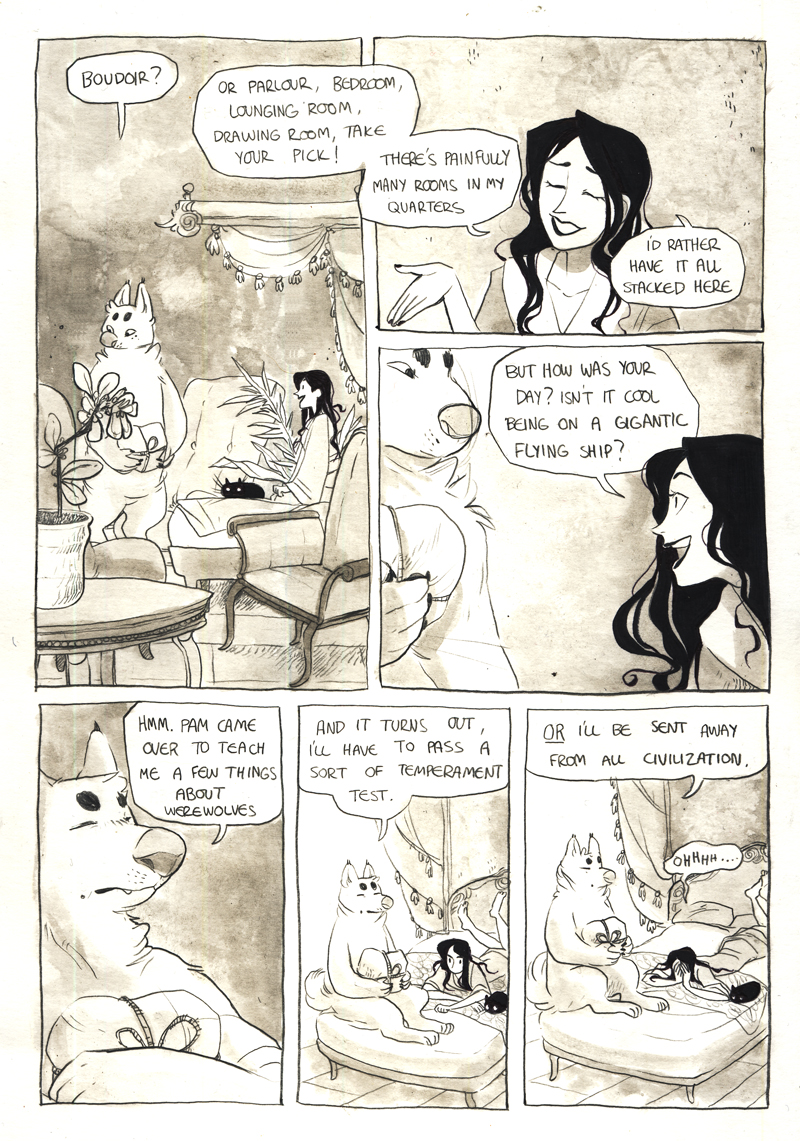 BOUDOIR?
OR PARLOUR, BEDROOM,
LOUNGING ROOM,
DRAWING ROOM, TAKE
YOUR PICK!
THERE'S PAINFULLY
MANY ROOMS IN MY
QUARTERS
I'D RATHER
HAVE IT ALL
STACKED HERE
BUT HOW WAS YOUR
DAY? ISN'T IT COOL
BEING ON A GIGANTIC
FLYING SHIP?
HMM. PAM CAME
OVER TO TEACH
ME A FEW THINGS
ABOUT
WEREWOLVES
AND IT TURNS OUT,
I'LL HAVE TO PASS A
SORT OF TEMPERAMENT
TEST.
OR I'LL BE SENT AWAY
FROM ALL CIVILIZATION.
OHHHH....